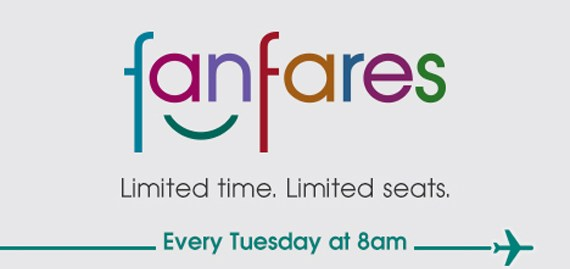 fanfares
Limited time. Limited seats.
Every Tuesday at 8am